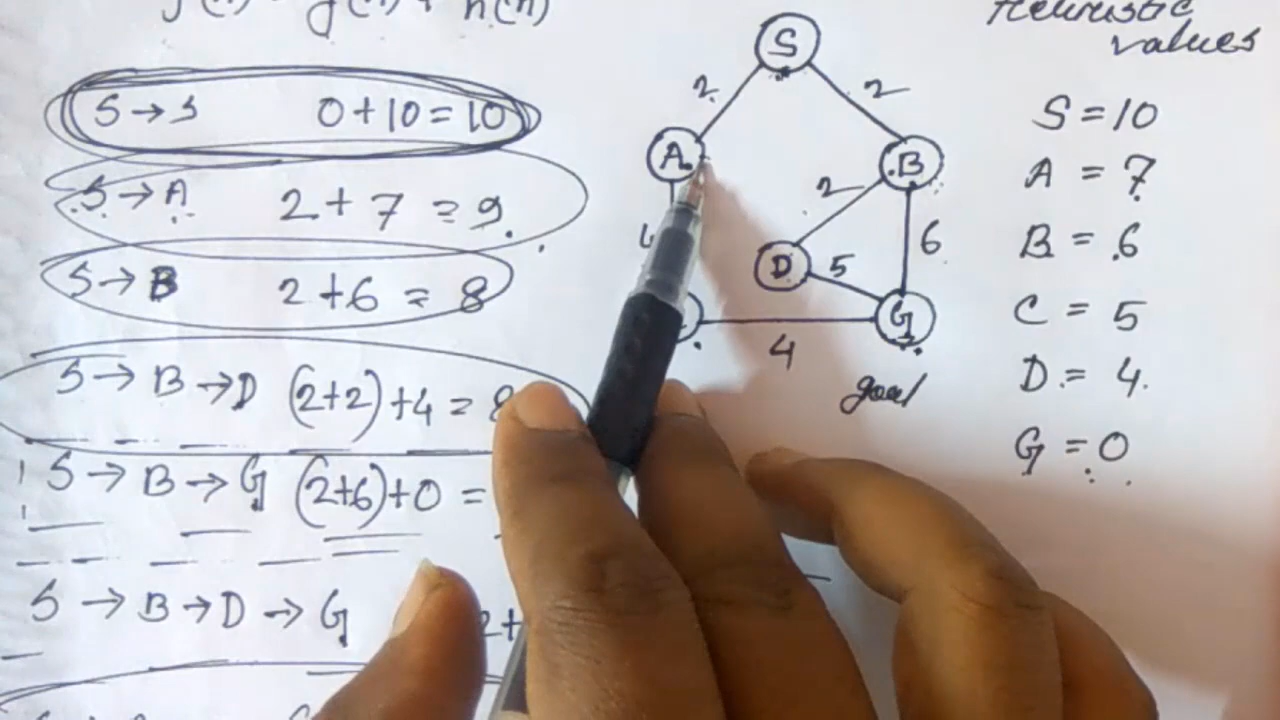 f(n) = g(n) + h(n)
S → S 0 + 10 = 10
S → A 2 + 7 = 9
S → B 2 + 6 = 8
S → B → D (2+2) + 4 = 8
S → B → G (2+6) + 0 =
S → B → D → G 2+
S
2
2
A
B
2
6
D
5
G
4
goal
Heuristic
values
S = 10
A = 7
B = 6
C = 5
D = 4
G = 0